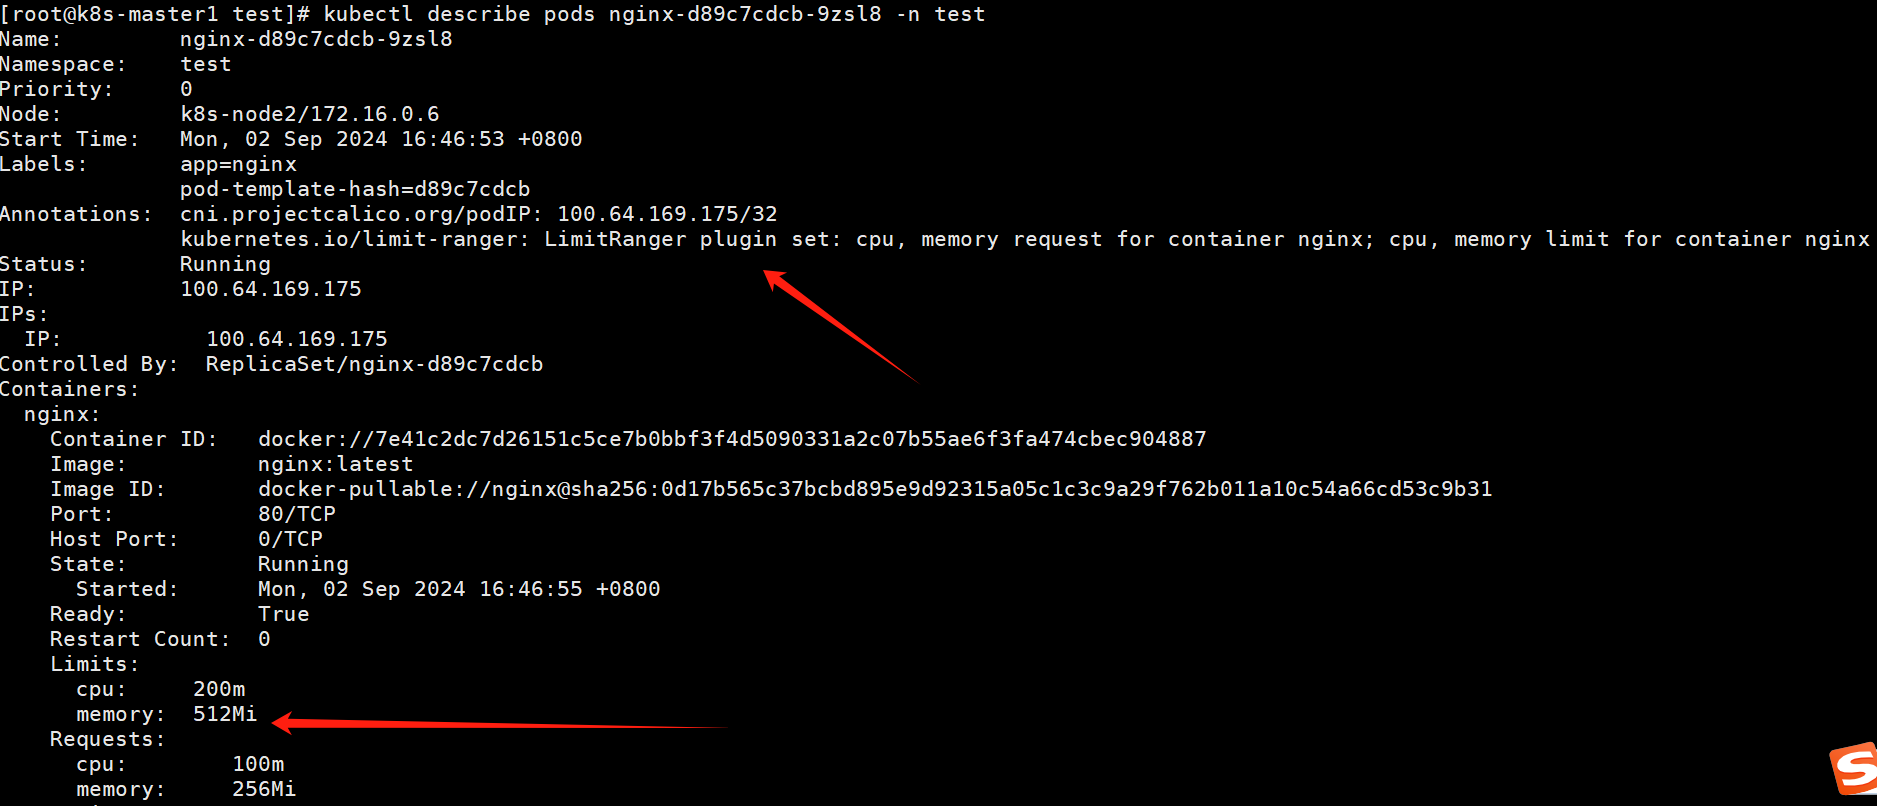 [root@k8s-master1 test]# kubectl describe pods nginx-d89c7cdcb-9zsl8 -n test
Name:         nginx-d89c7cdcb-9zsl8
Namespace:    test
Priority:     0
Node:         k8s-node2/172.16.0.6
Start Time:   Mon, 02 Sep 2024 16:46:53 +0800
Labels:       app=nginx
              pod-template-hash=d89c7cdcb
Annotations:  cni.projectcalico.org/podIP: 100.64.169.175/32
              kubernetes.io/limit-ranger: LimitRanger plugin set: cpu, memory request for container nginx; cpu, memory limit for container nginx
Status:       Running
IP:           100.64.169.175
IPs:
  IP:           100.64.169.175
Controlled By:  ReplicaSet/nginx-d89c7cdcb
Containers:
  nginx:
    Container ID:   docker://7e41c2dc7d26151c5ce7b0bbf3f4d5090331a2c07b55ae6f3fa474cbec904887
    Image:          nginx:latest
    Image ID:       docker-pullable://nginx@sha256:0d17b565c37bcbd895e9d92315a05c1c3c9a29f762b011a10c54a66cd53c9b31
    Port:           80/TCP
    Host Port:      0/TCP
    State:          Running
      Started:      Mon, 02 Sep 2024 16:46:55 +0800
    Ready:          True
    Restart Count:  0
    Limits:
      cpu:     200m
      memory:  512Mi
    Requests:
      cpu:        100m
      memory:     256Mi